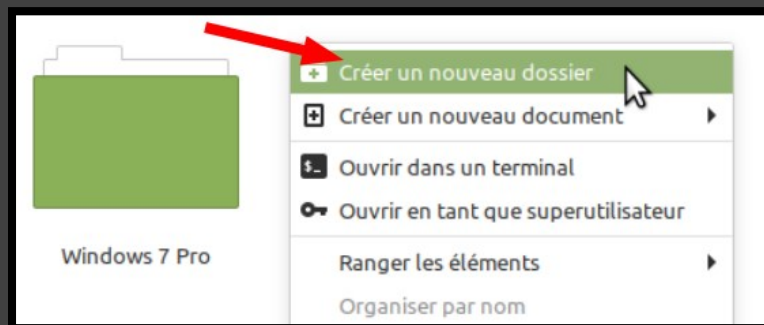 Créer un nouveau dossier
Créer un nouveau document
$_ Ouvrir dans un terminal
Ouvrir en tant que superutilisateur
Windows 7 Pro
Ranger les éléments
Organiser par nom